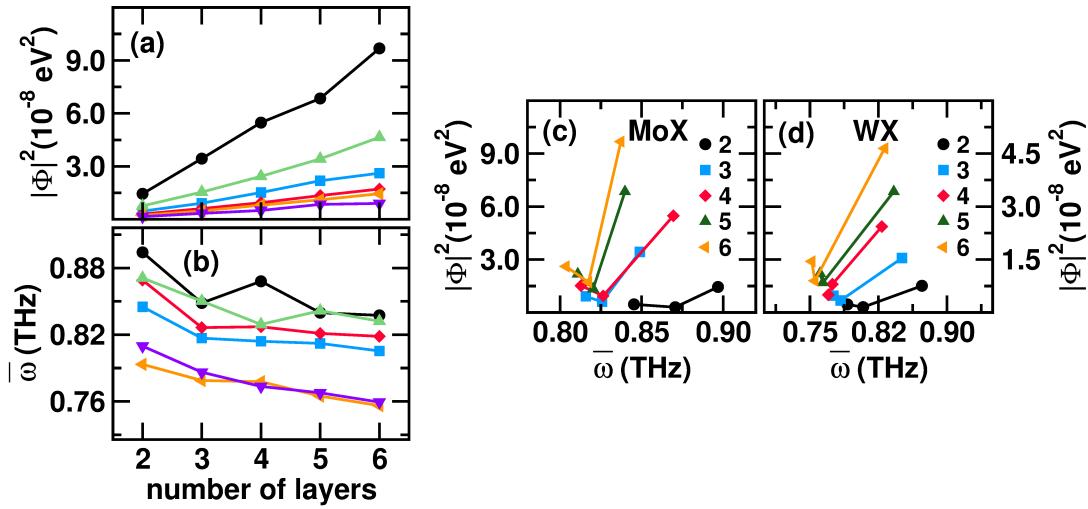 (a)
9.0
6.0
3.0
|Φ|²(10⁻⁸ eV²)
(b)
0.88
0.82
0.76
ω̅ (THz)
2 3 4 5 6
number of layers
(c) MoX
2
3
4
5
6
9.0
6.0
3.0
|Φ|²(10⁻⁸ eV²)
0.80 0.85 0.90
ω̅ (THz)
(d) WX
2
3
4
5
6
4.5
3.0
1.5
|Φ|²(10⁻⁸ eV²)
0.75 0.82 0.90
ω̅ (THz)